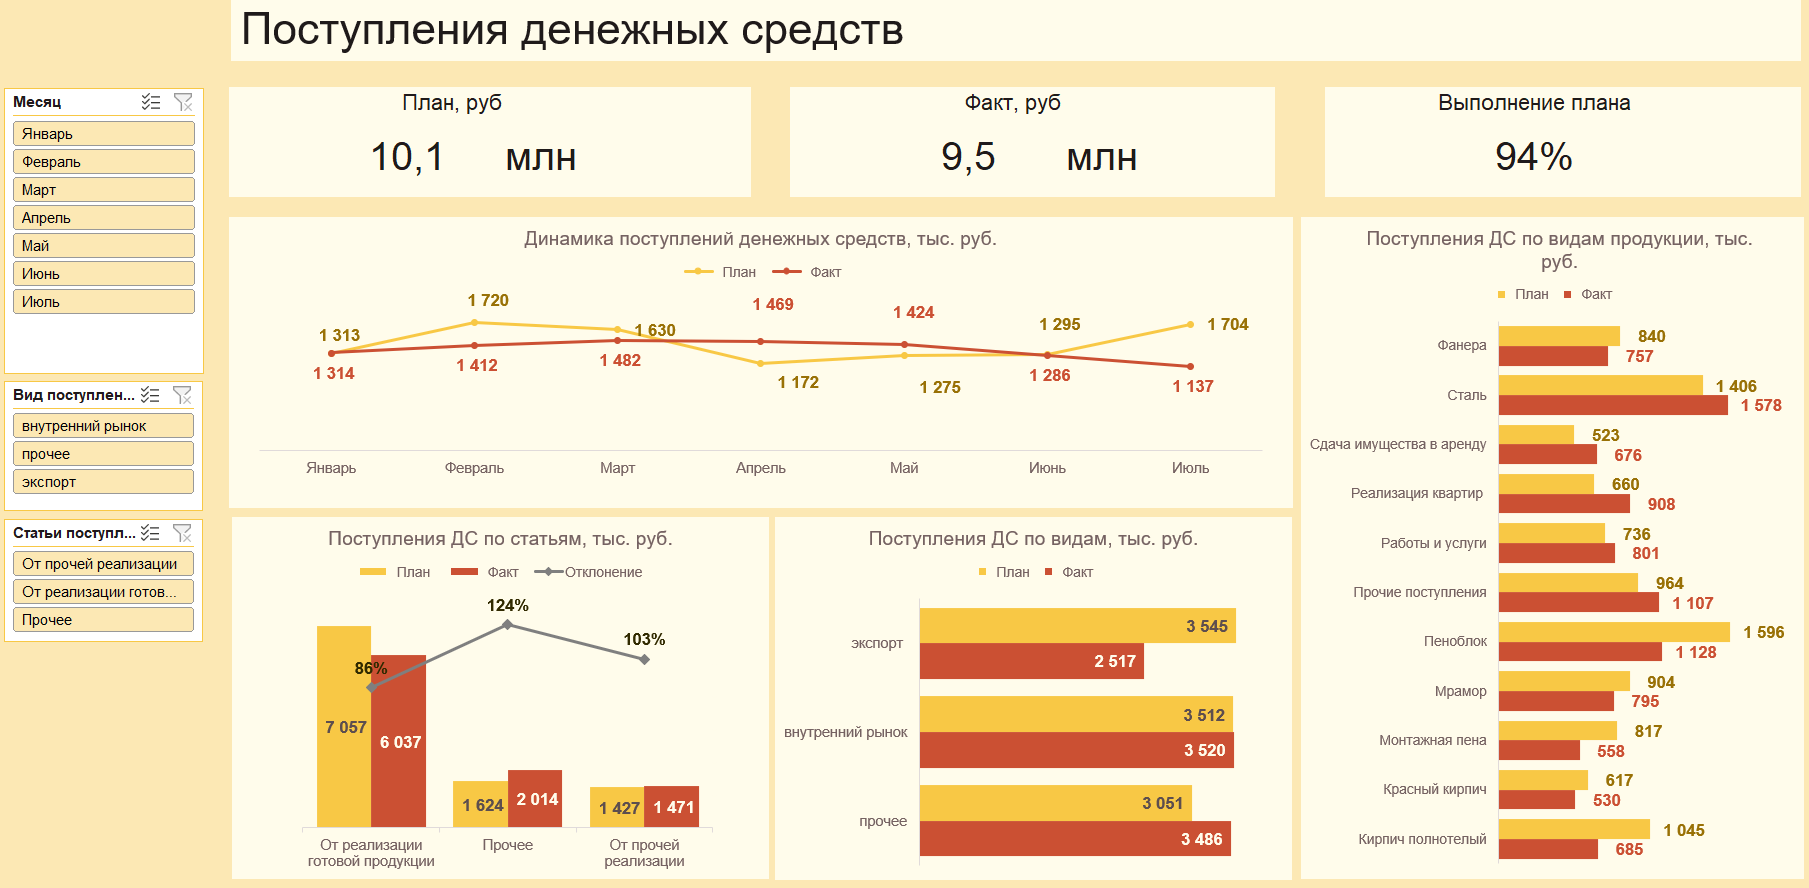 Поступления денежных средств
Месяц
Январь
Февраль
Март
Апрель
Май
Июнь
Июль
Вид поступлен...
внутренний рынок
прочее
экспорт
Статьи поступл...
От прочей реализации
От реализации готов...
Прочее
План, руб
10,1 млн
Факт, руб
9,5 млн
Выполнение плана
94%
Динамика поступлений денежных средств, тыс. руб.
План Факт
1 313 1 720 1 630 1 469 1 424 1 295 1 704
1 314 1 412 1 482 1 172 1 275 1 286 1 137
Январь Февраль Март Апрель Май Июнь Июль
Поступления ДС по статьям, тыс. руб.
План Факт Отклонение
86% 124% 103%
7 057 6 037 1 624 2 014 1 427 1 471
От реализации готовой продукции
Прочее
От прочей реализации
Поступления ДС по видам, тыс. руб.
План Факт
экспорт 3 545
2 517
внутренний рынок 3 512
3 520
прочее 3 051
3 486
Поступления ДС по видам продукции, тыс.
руб.
План Факт
Фанера 840
757
Сталь 1 406
1 578
Сдача имущества в аренду 523
676
Реализация квартир 660
908
Работы и услуги 736
801
Прочие поступления 964
1 107
Пеноблок 1 596
1 128
Мрамор 904
795
Монтажная пена 817
558
Красный кирпич 617
530
Кирпич полнотелый 1 045
685